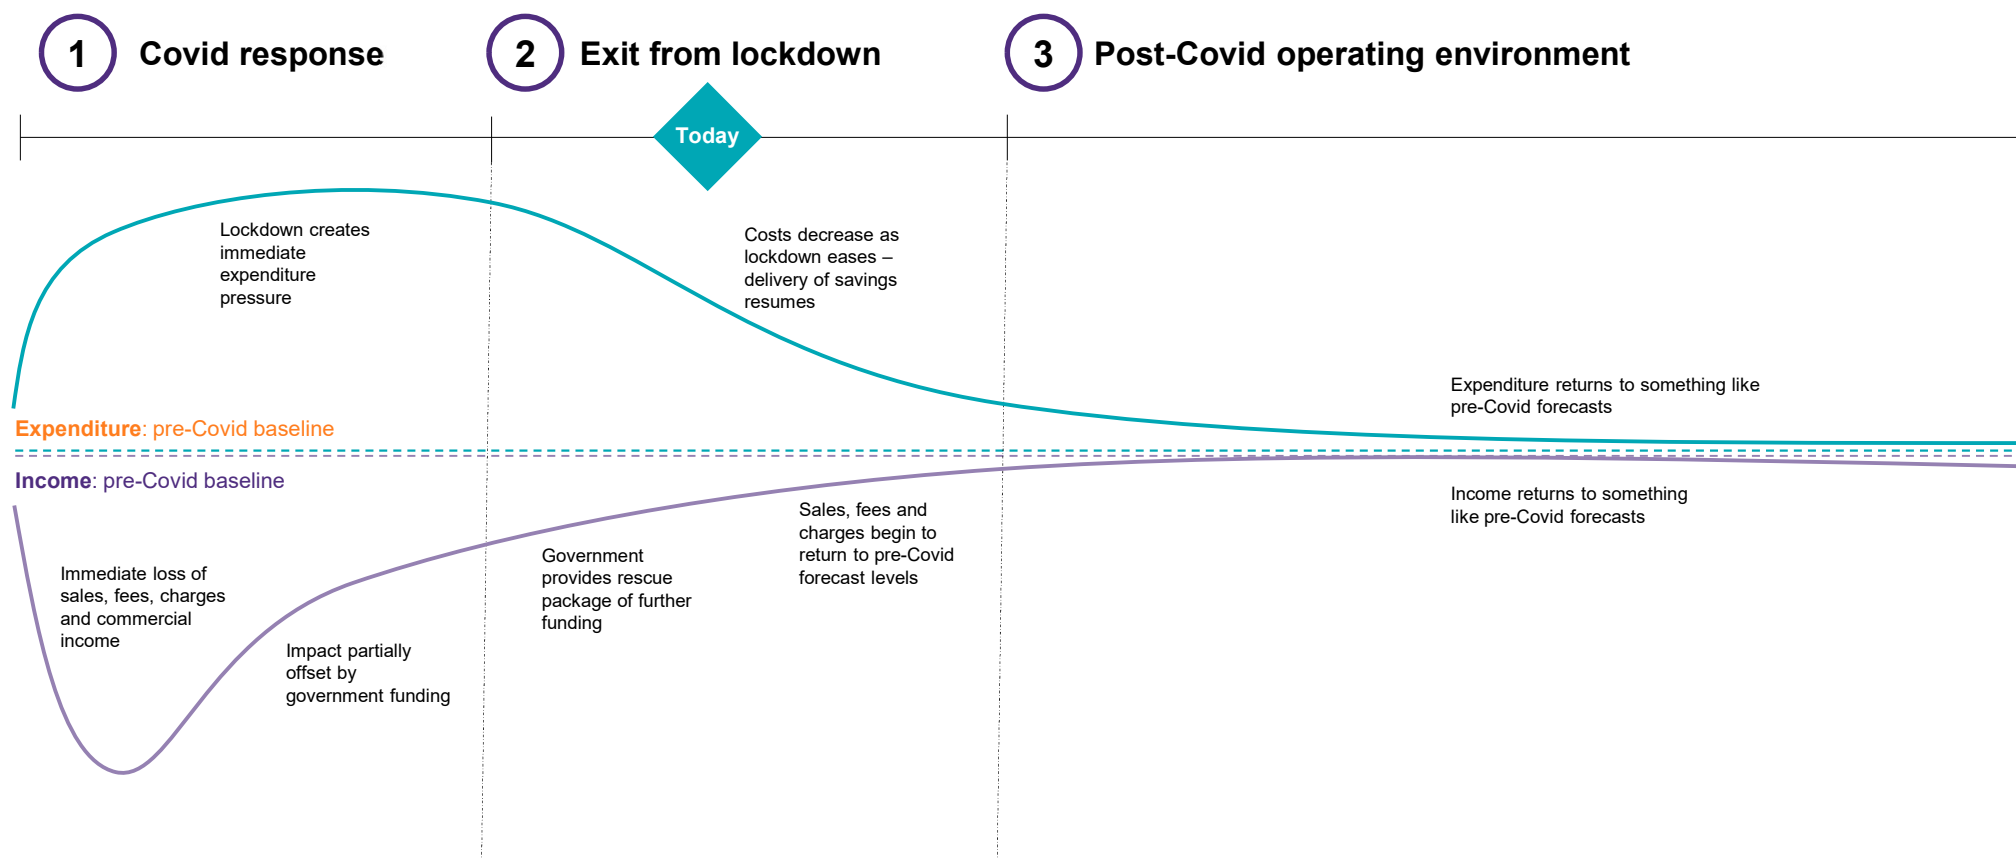 1 Covid response
2 Exit from lockdown
3 Post-Covid operating environment
Today
Lockdown creates
immediate
expenditure
pressure
Costs decrease as
lockdown eases –
delivery of savings
resumes
Expenditure returns to something like
pre-Covid forecasts
Expenditure: pre-Covid baseline
Income: pre-Covid baseline
Immediate loss of
sales, fees, charges
and commercial
income
Impact partially
offset by
government funding
Government
provides rescue
package of further
funding
Sales, fees and
charges begin to
return to pre-Covid
forecast levels
Income returns to something
like pre-Covid forecasts